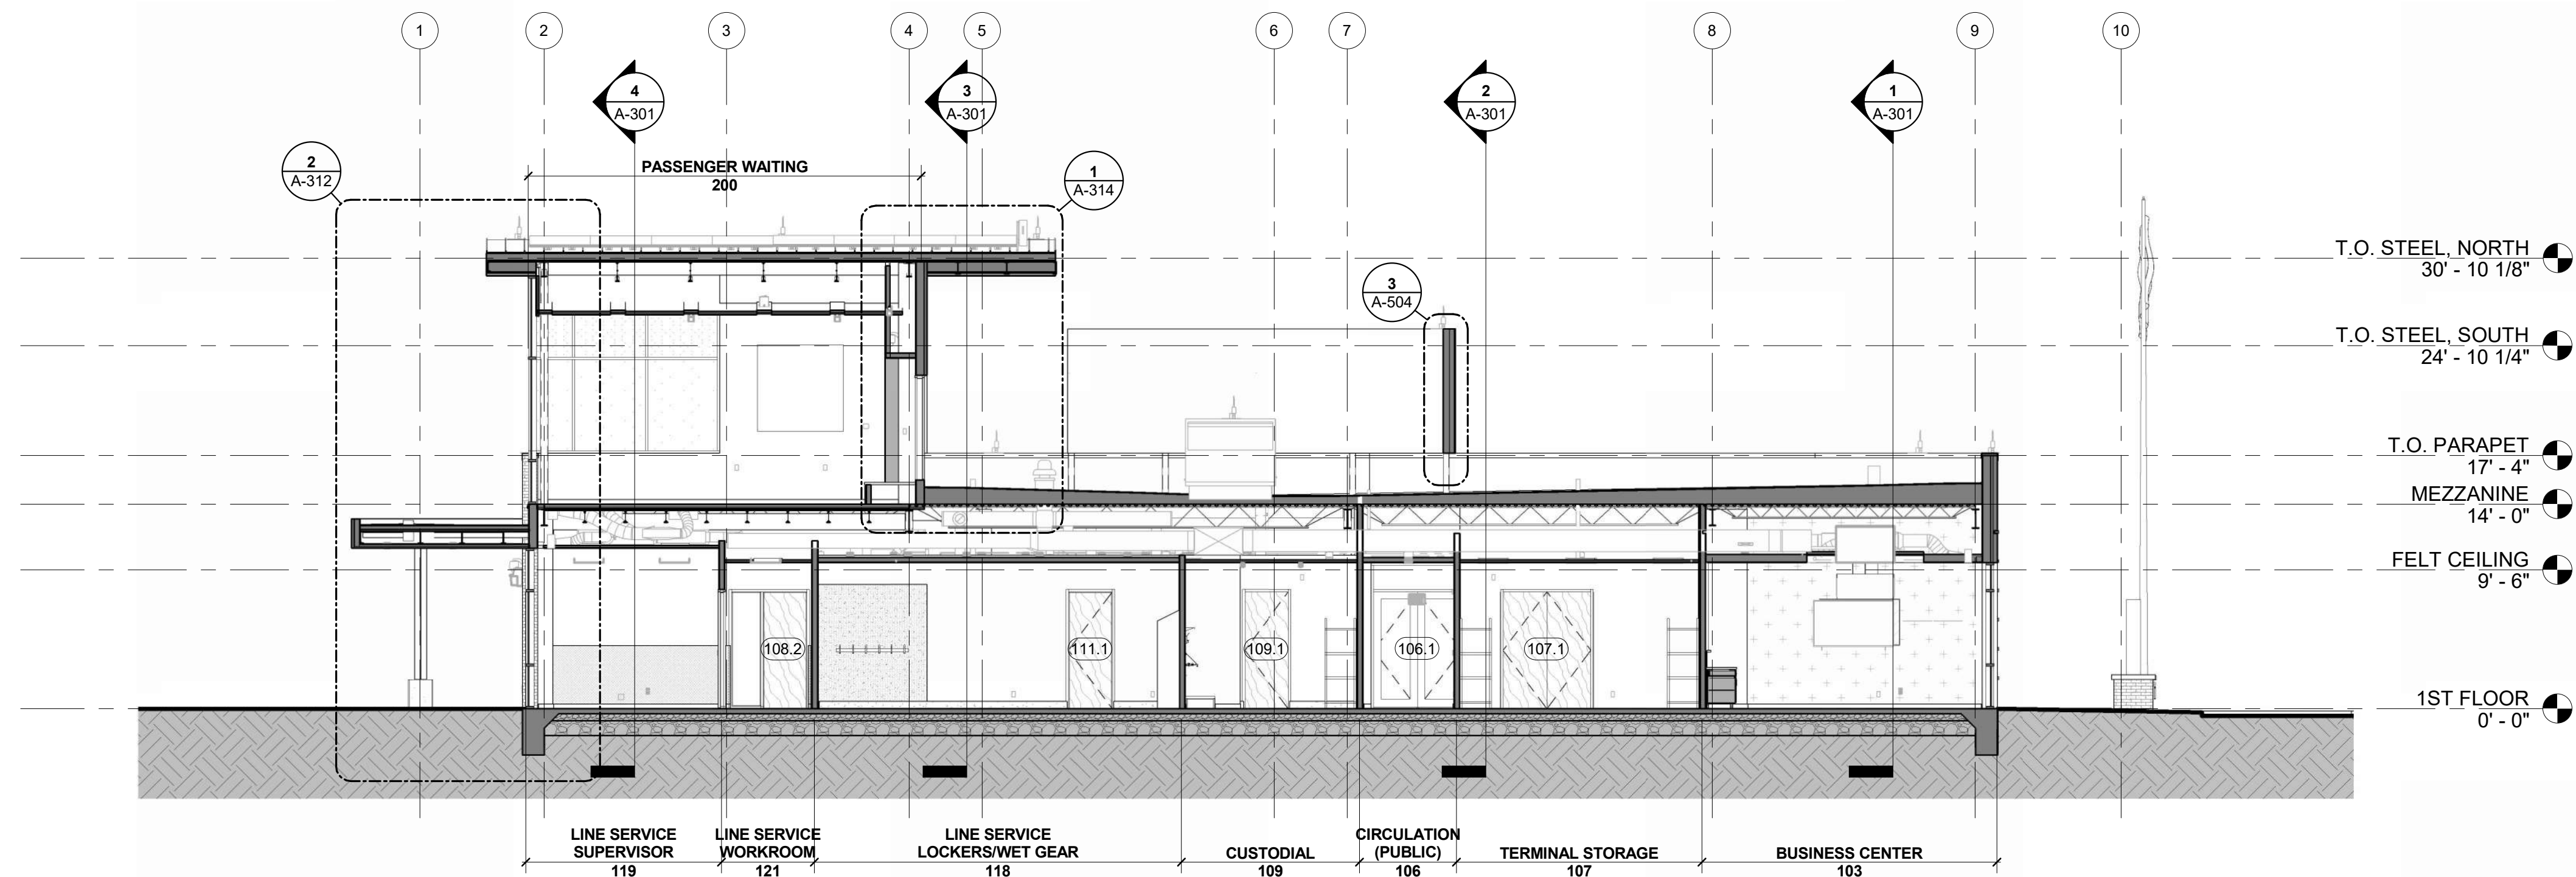 1
2
3
4
5
6
7
8
9
10
4
A-301
3
A-301
2
A-301
1
A-301
2
A-312
PASSENGER WAITING
200
1
A-314
3
A-504
T.O. STEEL, NORTH
30' - 10 1/8"
T.O. STEEL, SOUTH
24' - 10 1/4"
T.O. PARAPET
17' - 4"
MEZZANINE
14' - 0"
FELT CEILING
9' - 6"
1ST FLOOR
0' - 0"
108.2
111.1
109.1
106.1
107.1
LINE SERVICE
SUPERVISOR
119
LINE SERVICE
WORKROOM
121
LINE SERVICE
LOCKERS/WET GEAR
118
CUSTODIAL
109
CIRCULATION
(PUBLIC)
106
TERMINAL STORAGE
107
BUSINESS CENTER
103